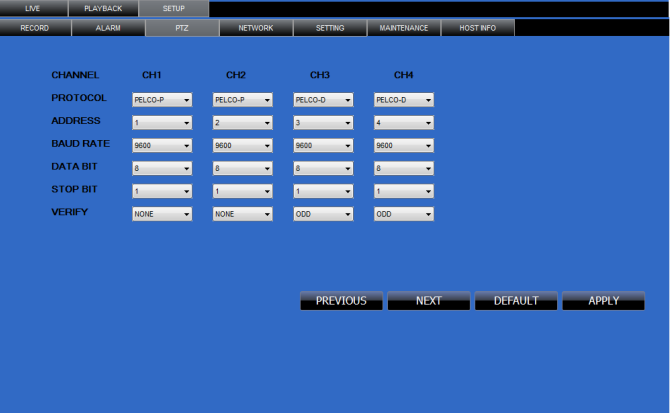 LIVE PLAYBACK SETUP
RECORD ALARM PTZ NETWORK SETTING MAINTENANCE HOST INFO
CHANNEL CH1 CH2 CH3 CH4
PROTOCOL PELCO-P PELCO-P PELCO-D PELCO-D
ADDRESS 1 2 3 4
BAUD RATE 9600 9600 9600 9600
DATA BIT 8 8 8 8
STOP BIT 1 1 1 1
VERIFY NONE NONE ODD ODD
PREVIOUS NEXT DEFAULT APPLY